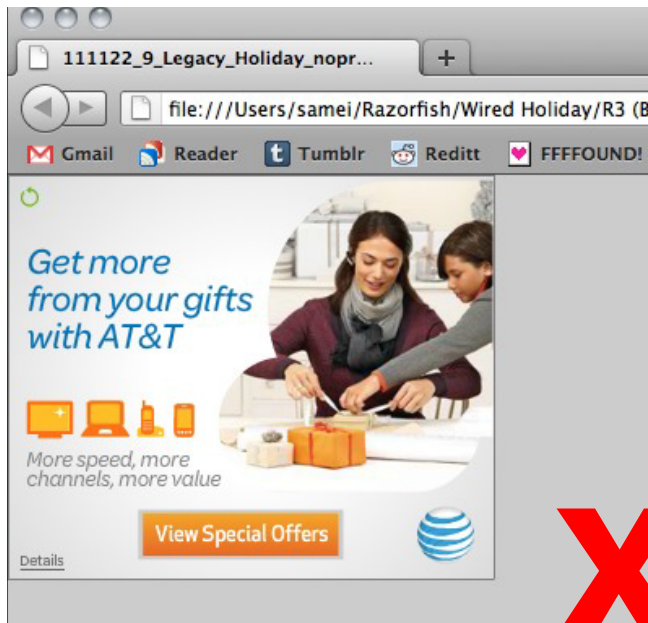 111122_9_Legacy_Holiday_nopr...
+
file:///Users/samei/Razorfish/Wired Holiday/R3 (B
Gmail Reader t Tumblr Reditt FFFFOUND!
Get more
from your gifts
with AT&T
More speed, more
channels, more value
View Special Offers
Details
X